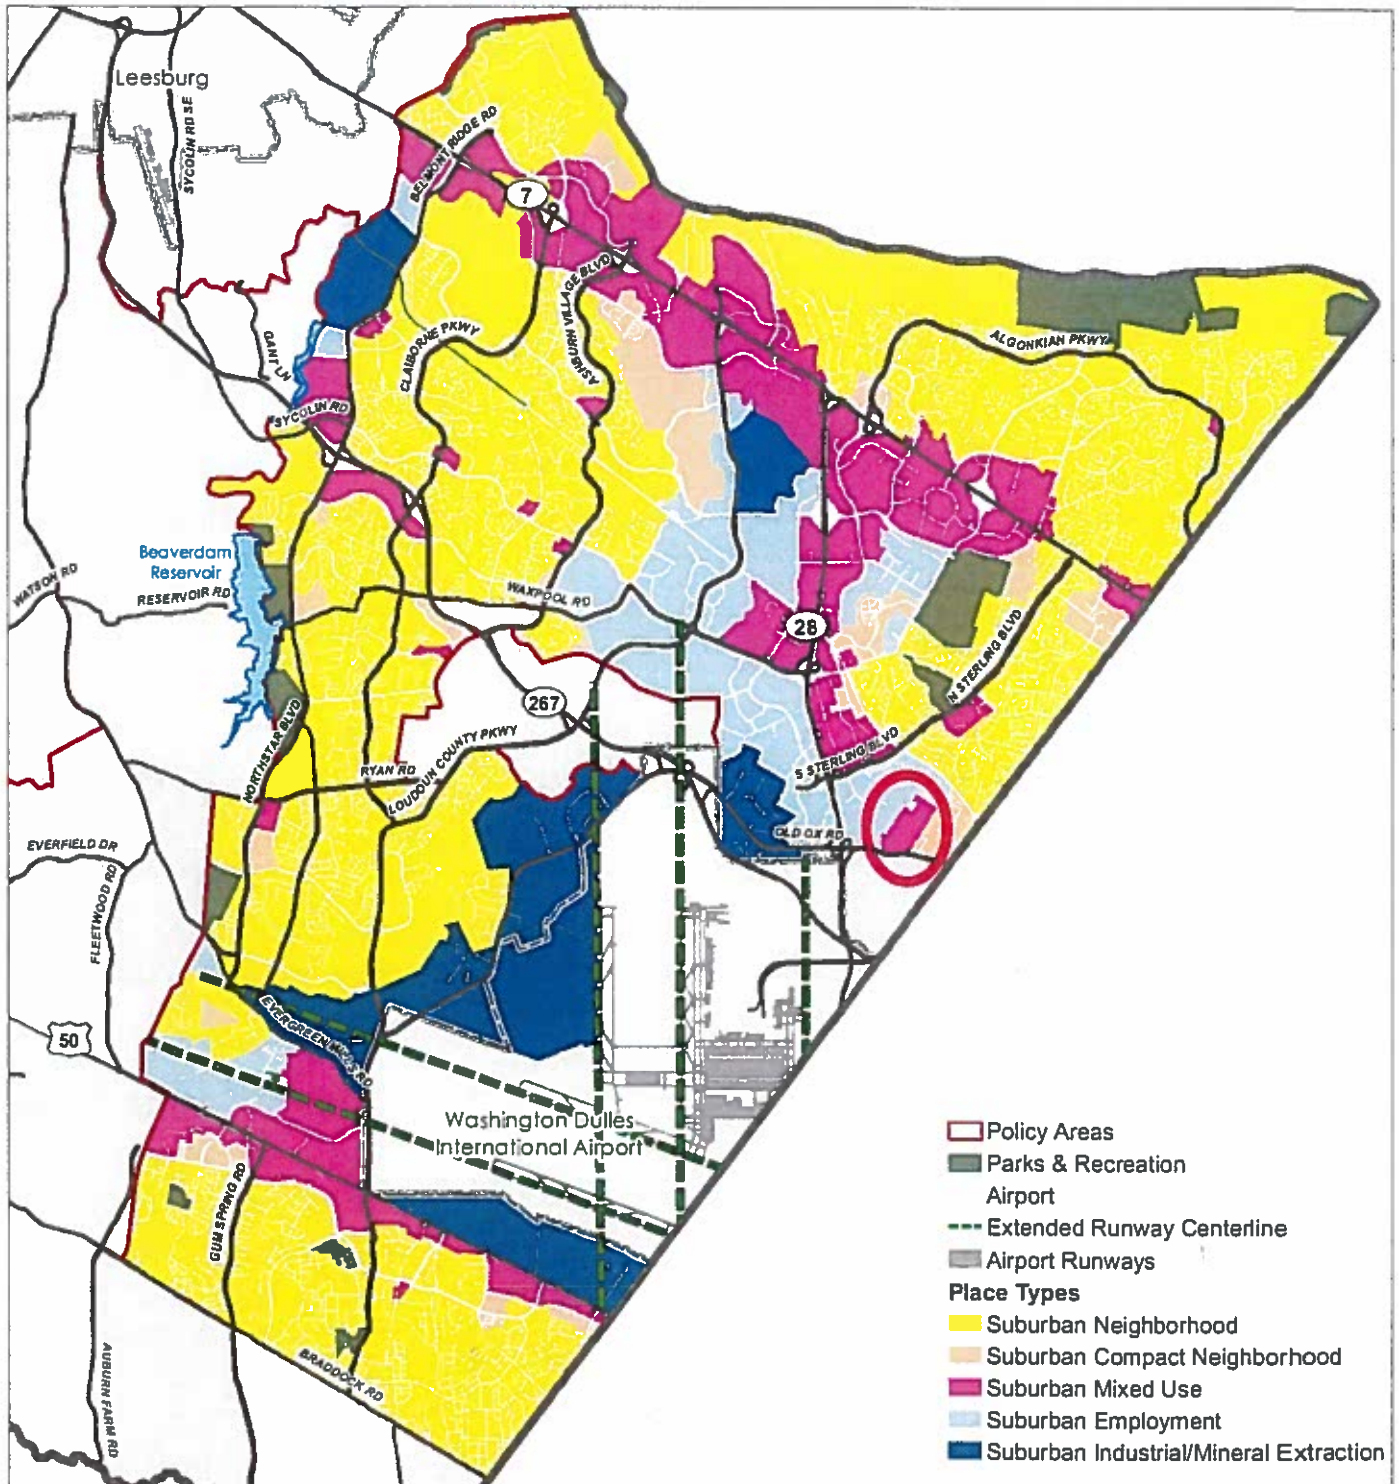 Leesburg
SYCOLIN RD SE
BELMONT RIDGE RD
7
GANT LN
CLAIBORNE PKWY
ASHBURN VILLAGE BLVD
ALGONKIAN PKWY
SYCOLIN RD
Beaverdam
Reservoir
WATSON RD
RESERVOIR RD
WAXPOOL RD
28
N STERLING BLVD
267
NORTHSTAR BLVD
LOUDOUN COUNTY PKWY
RYAN RD
S STERLING BLVD
OLD OX RD
EVERFIELD DR
FLEETWOOD RD
50
EVERGREEN MILLS RD
Washington Dulles
International Airport
GUM SPRING RD
BRADDOCK RD
AUBURN FARM RD
Policy Areas
Parks & Recreation
Airport
Extended Runway Centerline
Airport Runways
Place Types
Suburban Neighborhood
Suburban Compact Neighborhood
Suburban Mixed Use
Suburban Employment
Suburban Industrial/Mineral Extraction